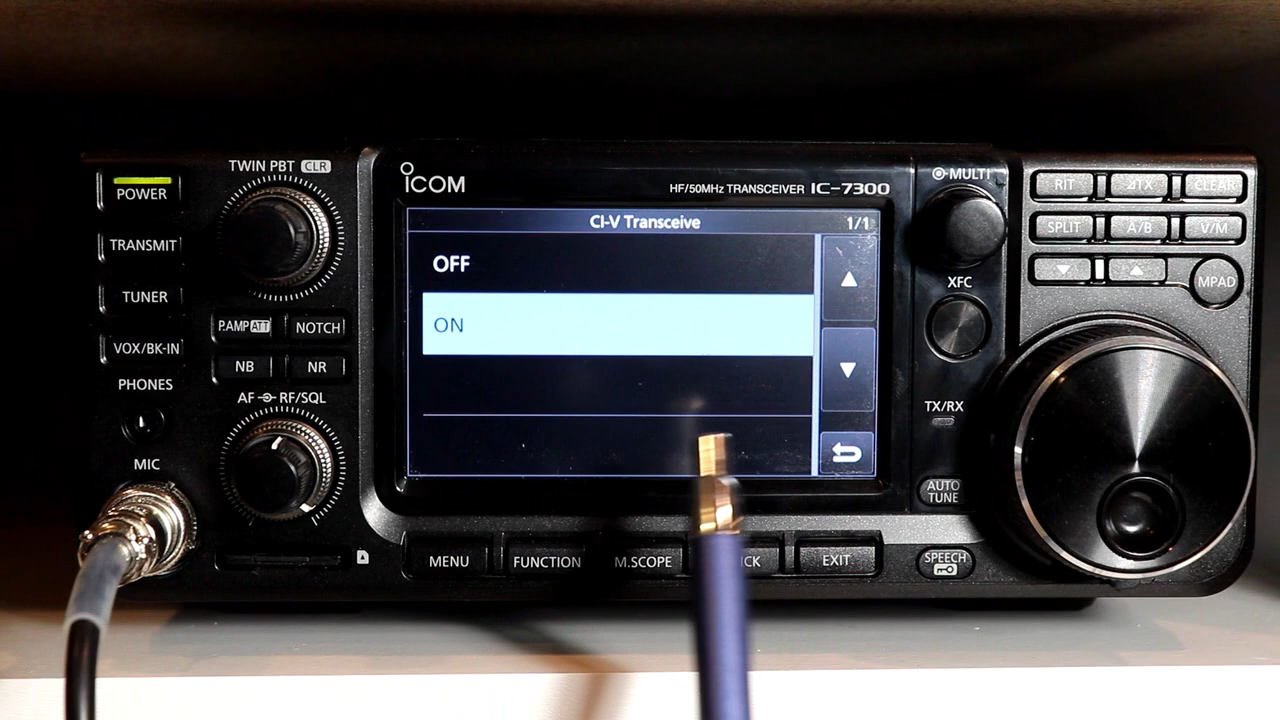 TWIN PBT CLR
POWER
TRANSMIT
TUNER
VOX/BK-IN
PHONES
MIC
P.AMP ATT
NOTCH
NB
NR
AF RF/SQL
ICOM
HF/50MHz TRANSCEIVER IC-7300
CI-V Transceive 1/1
OFF
ON
MENU
FUNCTION
M.SCOPE
CK
EXIT
MULTI
XFC
TX/RX
AUTO
TUNE
SPEECH
RIT
⊿TX
CLEAR
SPLIT
A/B
V/M
MPAD